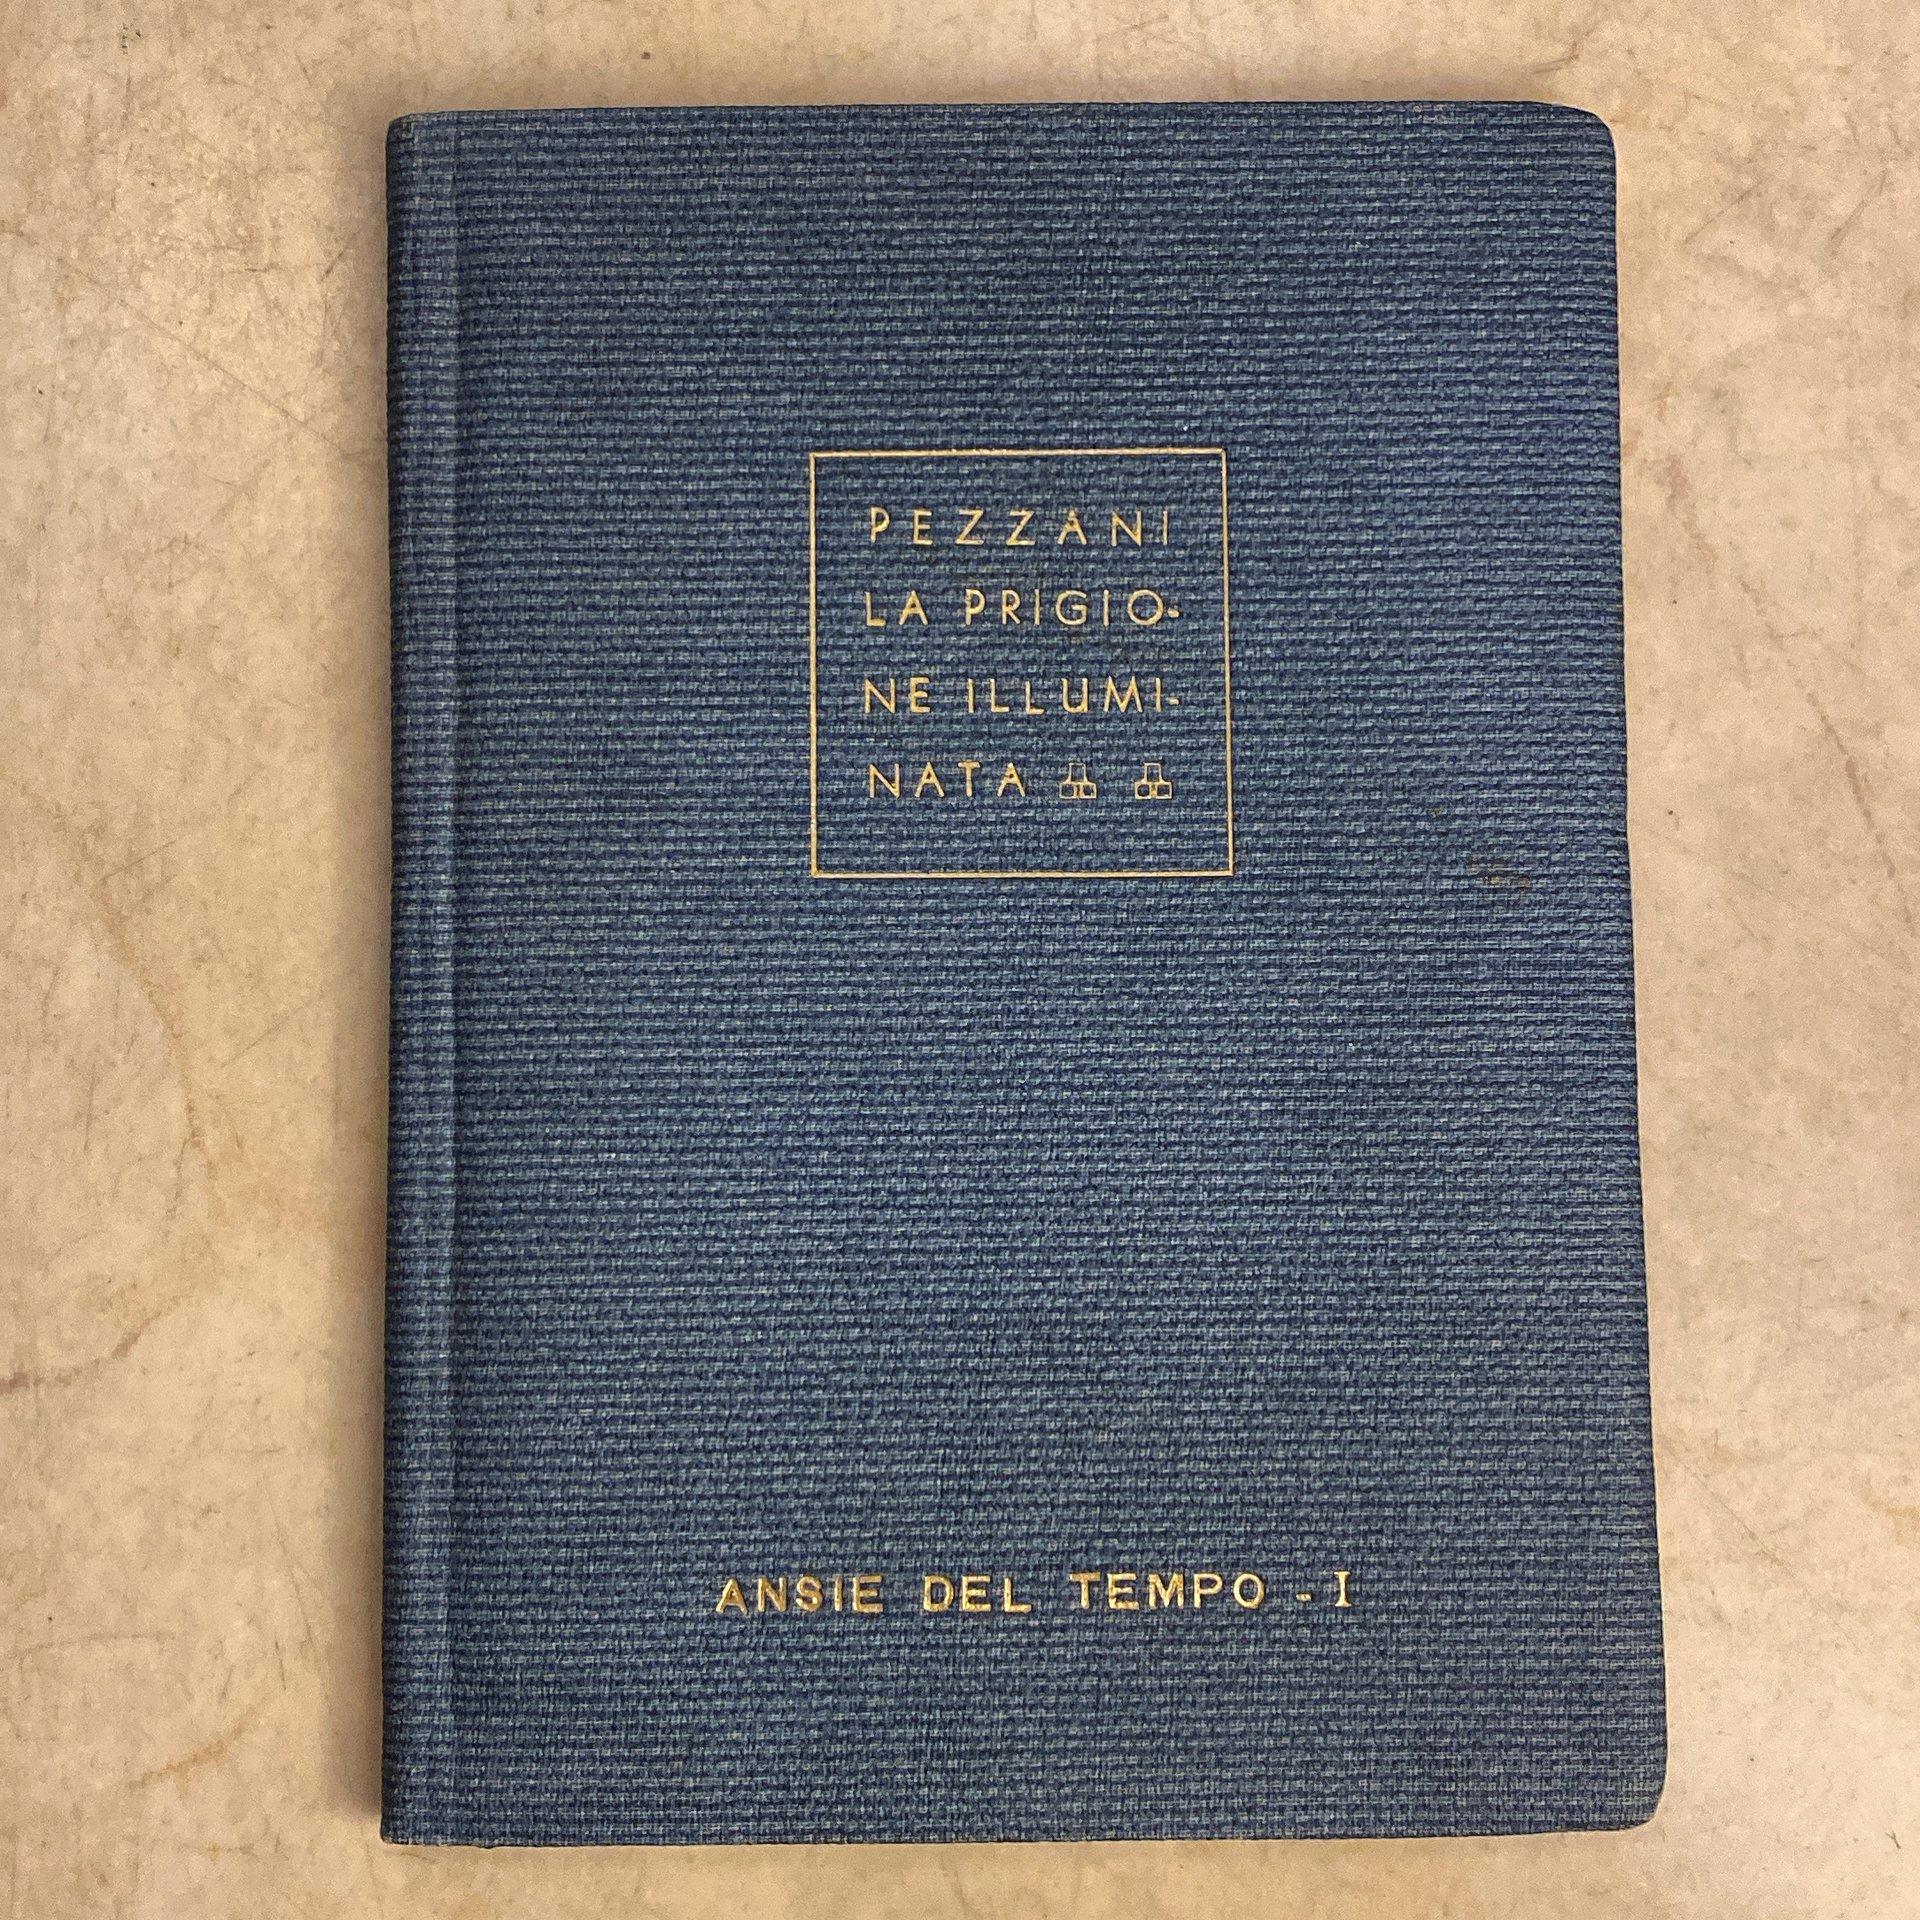 PEZZANI
LA PRIGIO-
NE ILLUMI-
NATA
ANSIE DEL TEMPO - I